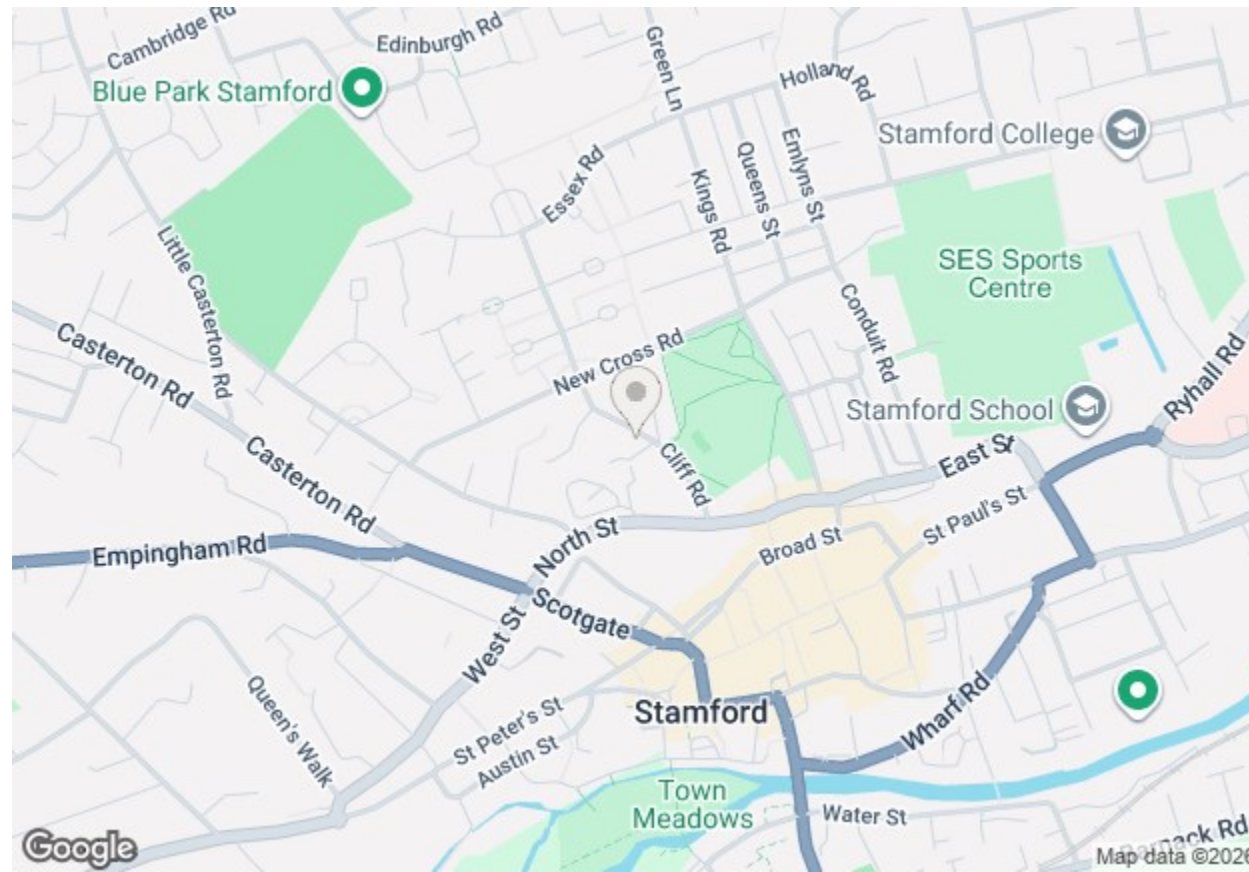 Cambridge Rd
Edinburgh Rd
Green Ln
Holland Rd
Blue Park Stamford
Stamford College
Essex Rd
Kings Rd
Queens St
Emlyns St
Little Casterton Rd
SES Sports
Centre
Conduit Rd
Casterton Rd
New Cross Rd
Ryhall Rd
Stamford School
Casterton Rd
Cliff Rd
East St
St Paul's St
North St
Broad St
Empingham Rd
Scotgate
West St
Queen's Walk
St Peter's St
Austin St
Stamford
Wharf Rd
Town
Meadows
Water St
Barnack Rd
Google
Map data ©2026